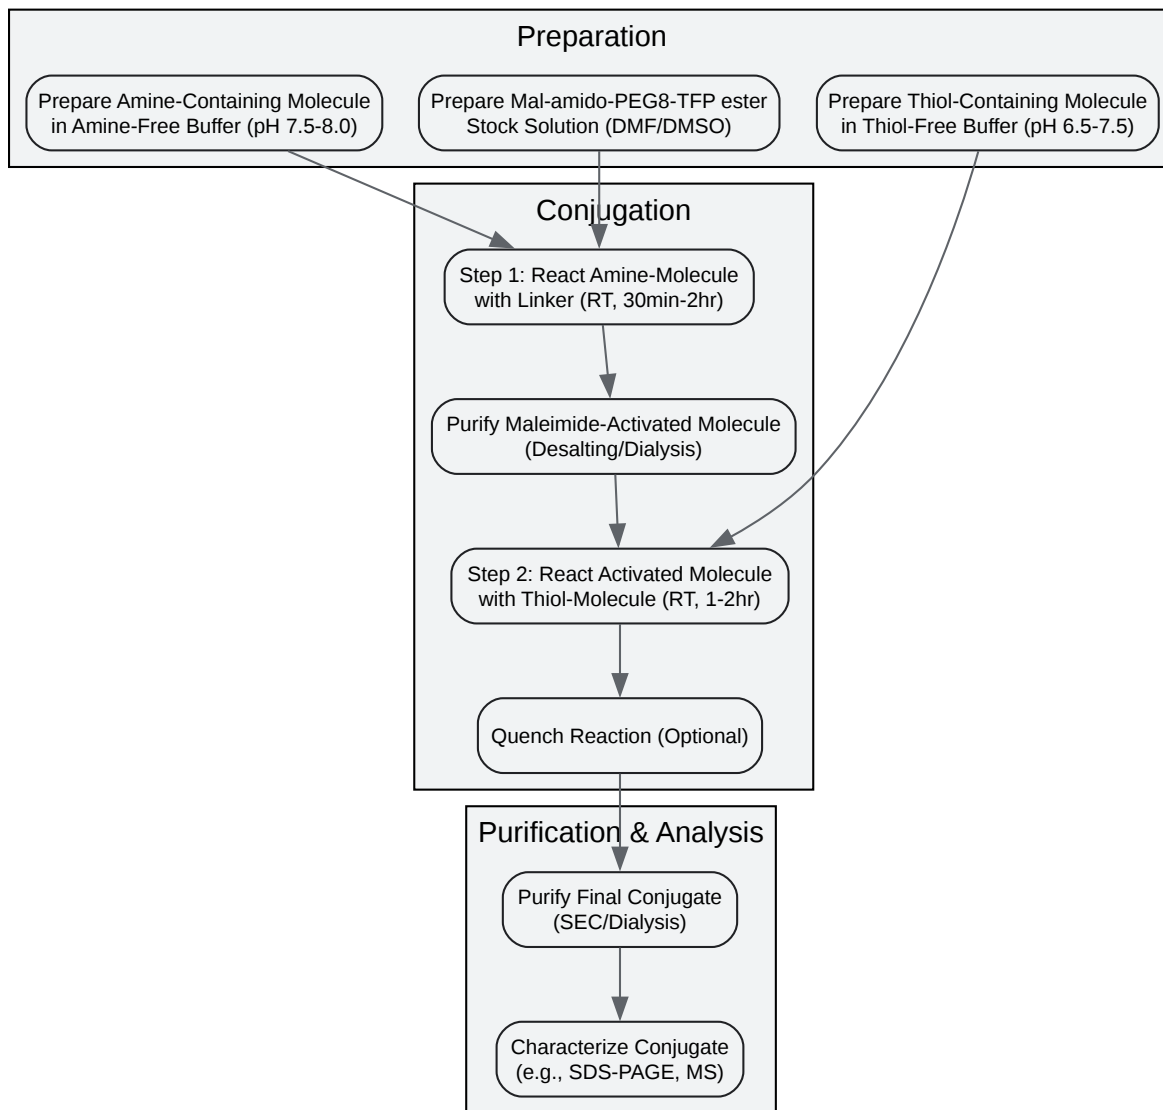 Preparation
Prepare Amine-Containing Molecule
in Amine-Free Buffer (pH 7.5-8.0)
Prepare Mal-amido-PEG8-TFP ester
Stock Solution (DMF/DMSO)
Prepare Thiol-Containing Molecule
in Thiol-Free Buffer (pH 6.5-7.5)
Conjugation
Step 1: React Amine-Molecule
with Linker (RT, 30min-2hr)
Purify Maleimide-Activated Molecule
(Desalting/Dialysis)
Step 2: React Activated Molecule
with Thiol-Molecule (RT, 1-2hr)
Quench Reaction (Optional)
Purification & Analysis
Purify Final Conjugate
(SEC/Dialysis)
Characterize Conjugate
(e.g., SDS-PAGE, MS)